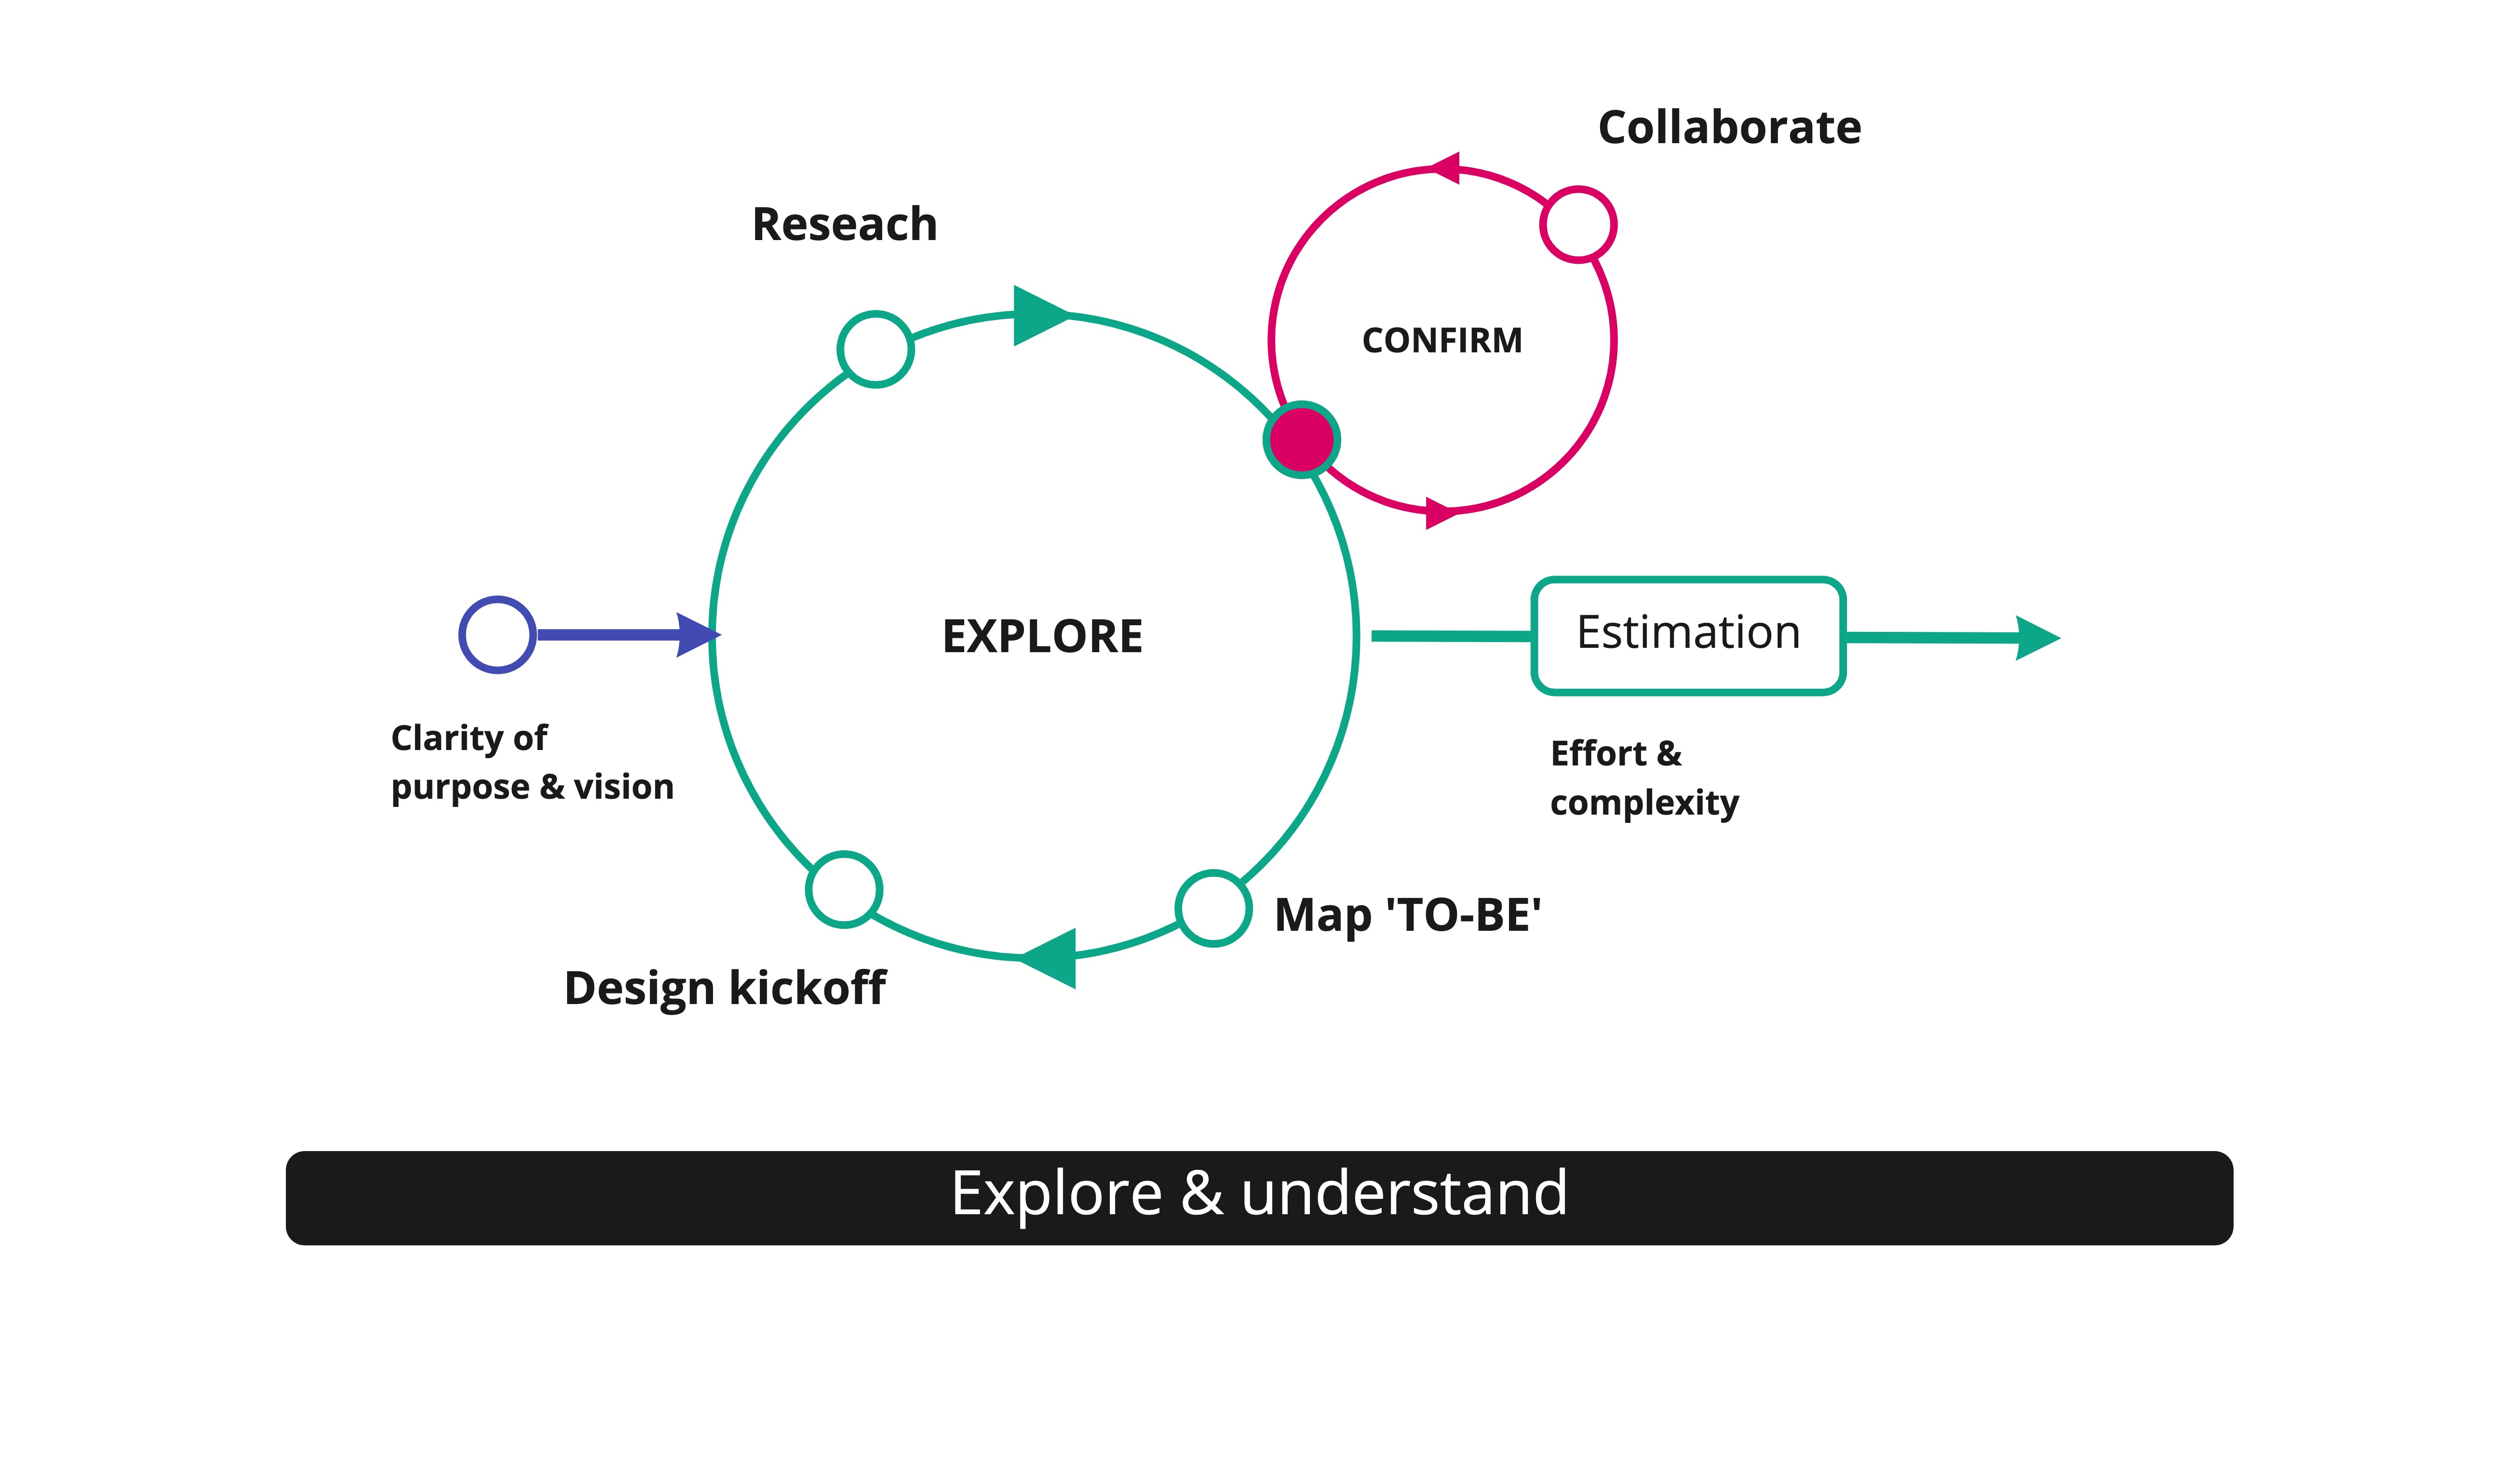 Collaborate
Reseach
CONFIRM
EXPLORE
Estimation
Clarity of
purpose & vision
Effort &
complexity
Map 'TO-BE'
Design kickoff
Explore & understand